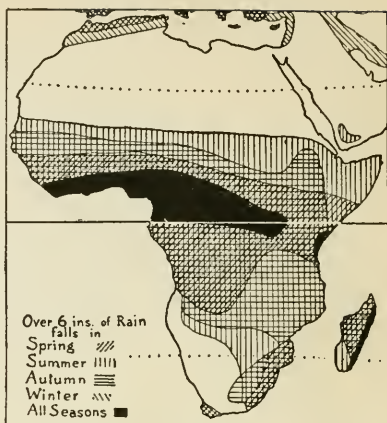 Over 6 ins. of Rain
falls in
Spring
Summer
Autumn
Winter
All Seasons